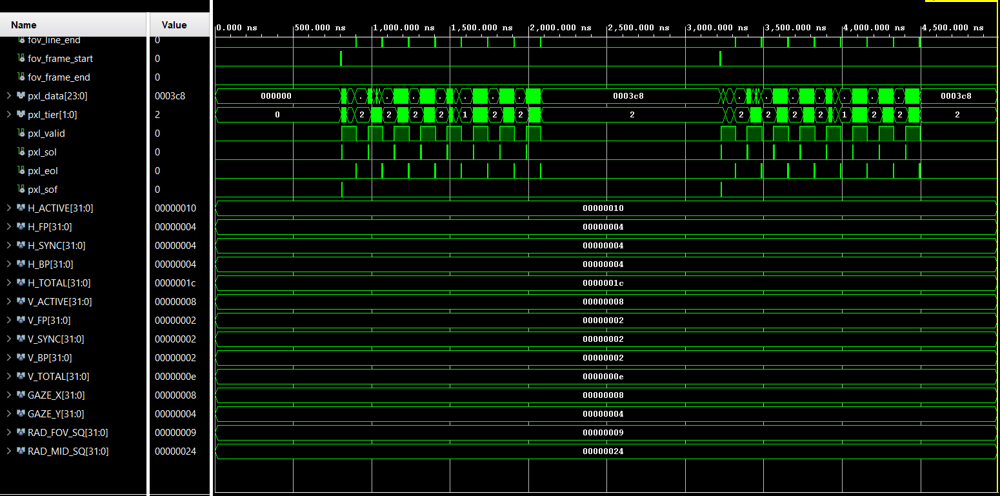 Name Value
0.000 ns 500.000 ns 1,000.000 ns 1,500.000 ns 2,000.000 ns 2,500.000 ns 3,000.000 ns 3,500.000 ns 4,000.000 ns 4,500.000 ns
fov_line_end 0
fov_frame_start 0
fov_frame_end 0
pxl_data[23:0] 0003c8 000000 . . . . . . . . 0003c8 . . . . . . . . 0003c8
pxl_tier[1:0] 2 0 2 2 2 2 1 2 2 2 2 2 2 2 2 1 2 2 2
pxl_valid 0
pxl_sol 0
pxl_eol 0
pxl_sof 0
H_ACTIVE[31:0] 00000010 00000010
H_FP[31:0] 00000004 00000004
H_SYNC[31:0] 00000004 00000004
H_BP[31:0] 00000004 00000004
H_TOTAL[31:0] 0000001c 0000001c
V_ACTIVE[31:0] 00000008 00000008
V_FP[31:0] 00000002 00000002
V_SYNC[31:0] 00000002 00000002
V_BP[31:0] 00000002 00000002
V_TOTAL[31:0] 0000000e 0000000e
GAZE_X[31:0] 00000008 00000008
GAZE_Y[31:0] 00000004 00000004
RAD_FOV_SQ[31:0] 00000009 00000009
RAD_MID_SQ[31:0] 00000024 00000024